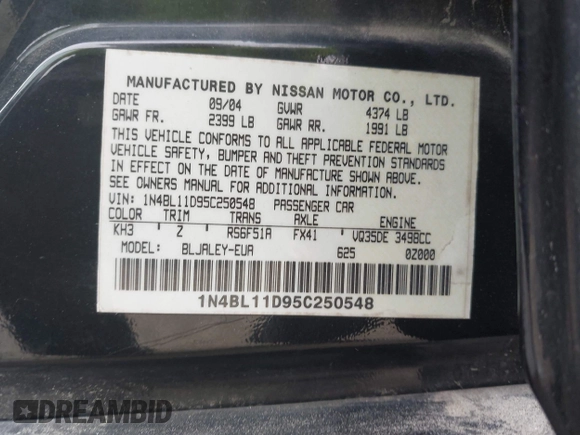 MANUFACTURED BY NISSAN MOTOR CO., LTD.
DATE 09/04 GVWR 4374 LB
GAWR FR. 2399 LB GAWR RR. 1991 LB
THIS VEHICLE CONFORMS TO ALL APPLICABLE FEDERAL MOTOR
VEHICLE SAFETY, BUMPER AND THEFT PREVENTION STANDARDS
IN EFFECT ON THE DATE OF MANUFACTURE SHOWN ABOVE.
SEE OWNERS MANUAL FOR ADDITIONAL INFORMATION.
VIN: 1N4BL11D95C250548 PASSENGER CAR
COLOR TRIM TRANS AXLE ENGINE
KH3 Z RS6F51A FX41 VQ35DE 3498CC
MODEL: BLJALEY-EUA 625 0Z000
1N4BL11D95C250548
DREAMBID